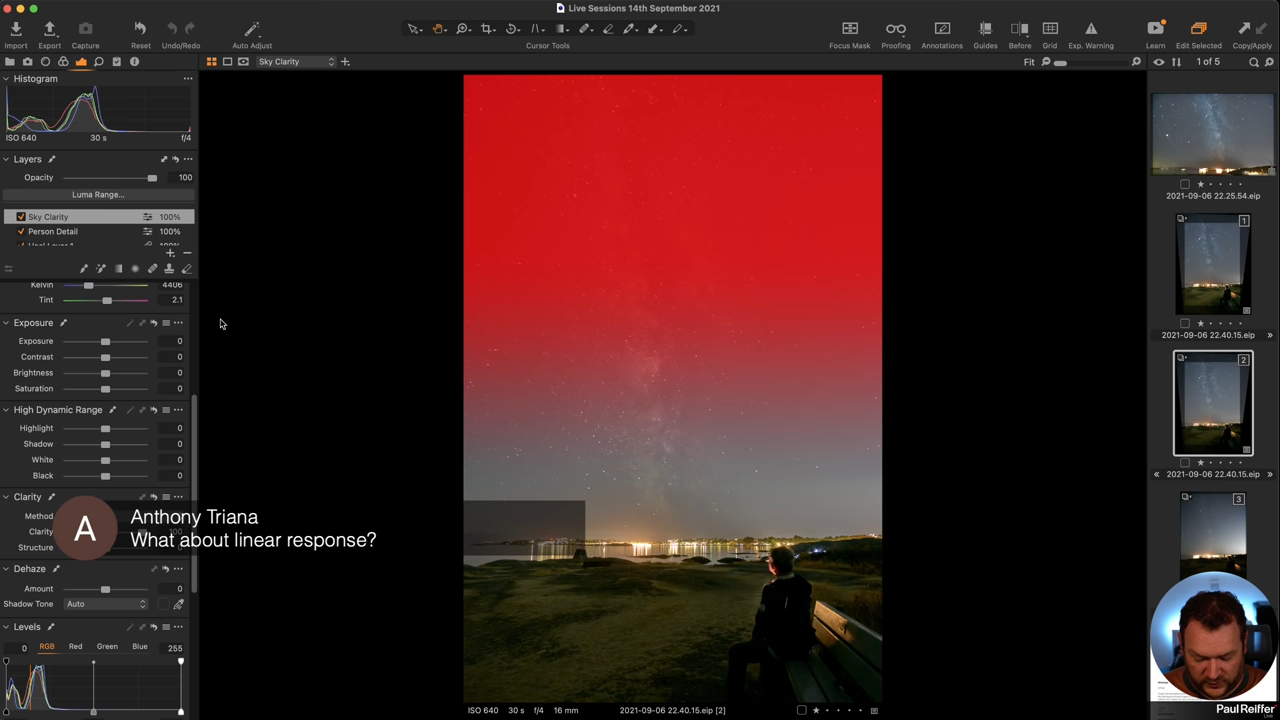 Live Sessions 14th September 2021
Import Export Capture Reset Undo/Redo Auto Adjust Cursor Tools Focus Mask Proofing Annotations Guides Before Grid Exp. Warning Learn Edit Selected Copy/Apply
Sky Clarity Fit 1 of 5
Histogram
ISO 640 30 s f/4
Layers
Opacity 100
Luma Range...
Sky Clarity 100%
Person Detail 100%
Kelvin 4406
Tint 2.1
Exposure
Exposure 0
Contrast 0
Brightness 0
Saturation 0
High Dynamic Range
Highlight 0
Shadow 0
White 0
Black 0
Clarity
Method
Clarity
Structure
A
Anthony Triana
What about linear response?
Dehaze
Amount 0
Shadow Tone Auto
Levels
0 RGB Red Green Blue 255
ISO 640 30 s f/4 16 mm 2021-09-06 22.40.15.eip [2]
2021-09-06 22.25.54.eip
1
2021-09-06 22.40.15.eip »
2
« 2021-09-06 22.40.15.eip »
3
PaulReiffer
Live